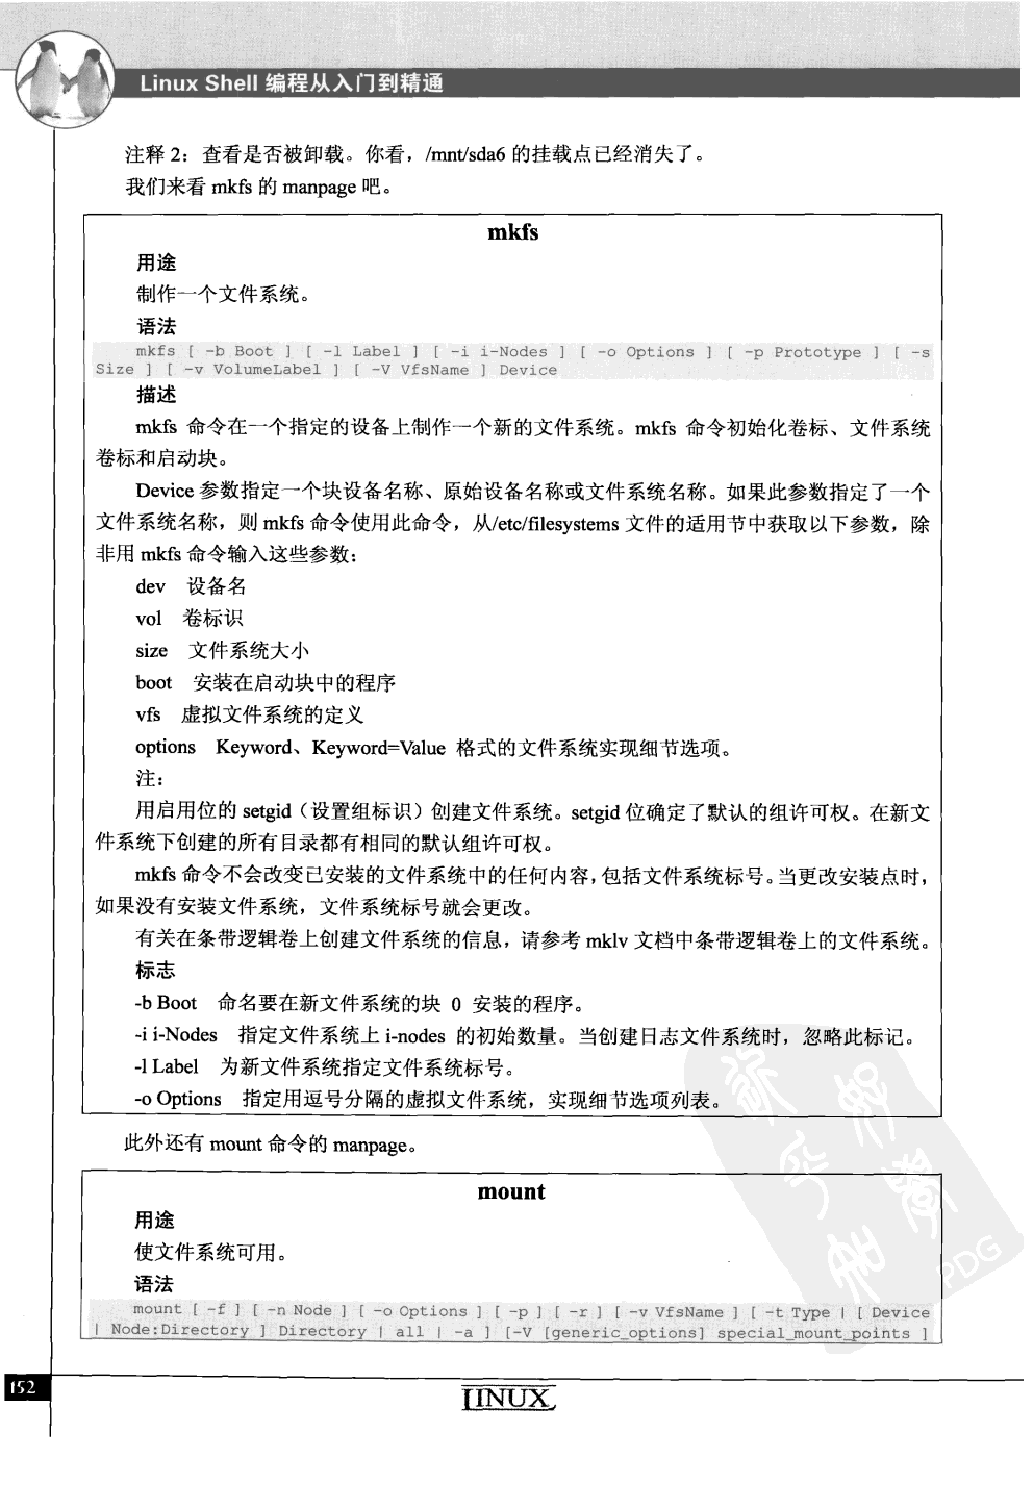 Linux Shell 编程从入门到精通
注释 2：查看是否被卸载。你看，/mnt/sda6 的挂载点已经消失了。
我们来看 mkfs 的 manpage 吧。
mkfs
用途
制作一个文件系统。
语法
mkfs [ -b Boot ] [ -l Label ] [ -i i-Nodes ] [ -o Options ] [ -p Prototype ] [ -s
Size ] [ -v VolumeLabel ] [ -V VfsName ] Device
描述
mkfs 命令在一个指定的设备上制作一个新的文件系统。mkfs 命令初始化卷标、文件系统
卷标和启动块。
Device 参数指定一个块设备名称、原始设备名称或文件系统名称。如果此参数指定了一个
文件系统名称，则 mkfs 命令使用此命令，从/etc/filesystems 文件的适用节中获取以下参数，除
非用 mkfs 命令输入这些参数：
dev 设备名
vol 卷标识
size 文件系统大小
boot 安装在启动块中的程序
vfs 虚拟文件系统的定义
options Keyword、Keyword=Value 格式的文件系统实现细节选项。
注：
用启用位的 setgid（设置组标识）创建文件系统。setgid 位确定了默认的组许可权。在新文
件系统下创建的所有目录都有相同的默认组许可权。
mkfs 命令不会改变已安装的文件系统中的任何内容，包括文件系统标号。当更改安装点时，
如果没有安装文件系统，文件系统标号就会更改。
有关在条带逻辑卷上创建文件系统的信息，请参考 mklv 文档中条带逻辑卷上的文件系统。
标志
-b Boot 命名要在新文件系统的块 0 安装的程序。
-i i-Nodes 指定文件系统上 i-nodes 的初始数量。当创建日志文件系统时，忽略此标记。
-l Label 为新文件系统指定文件系统标号。
-o Options 指定用逗号分隔的虚拟文件系统，实现细节选项列表。
此外还有 mount 命令的 manpage。
mount
用途
使文件系统可用。
语法
mount [ -f ] [ -n Node ] [ -o Options ] [ -p ] [ -r ] [ -v VfsName ] [ -t Type | [ Device
| Node:Directory ] Directory | all | -a ] [-V [generic_options] special_mount_points ]
PDG
152
LINUX